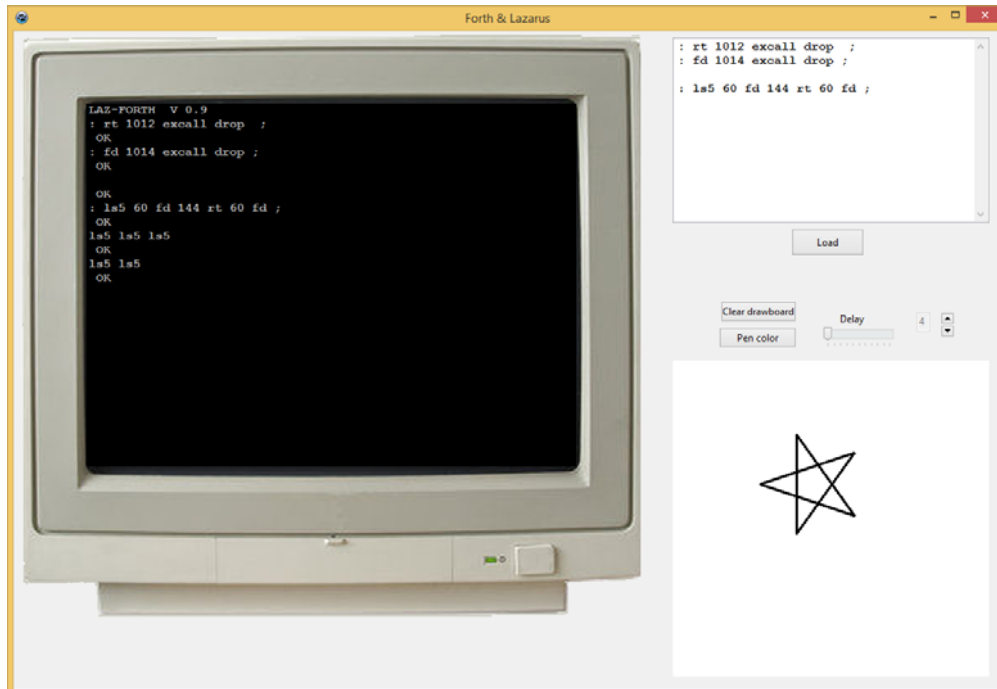 Forth & Lazarus
LAZ-FORTH  V 0.9
: rt 1012 excall drop  ;
 OK
: fd 1014 excall drop ;
 OK
 OK
: ls5 60 fd 144 rt 60 fd ;
 OK
ls5 ls5 ls5
 OK
ls5 ls5
 OK
: rt 1012 excall drop  ;
: fd 1014 excall drop ;
: ls5 60 fd 144 rt 60 fd ;
Load
Clear drawboard
Delay
4
Pen color